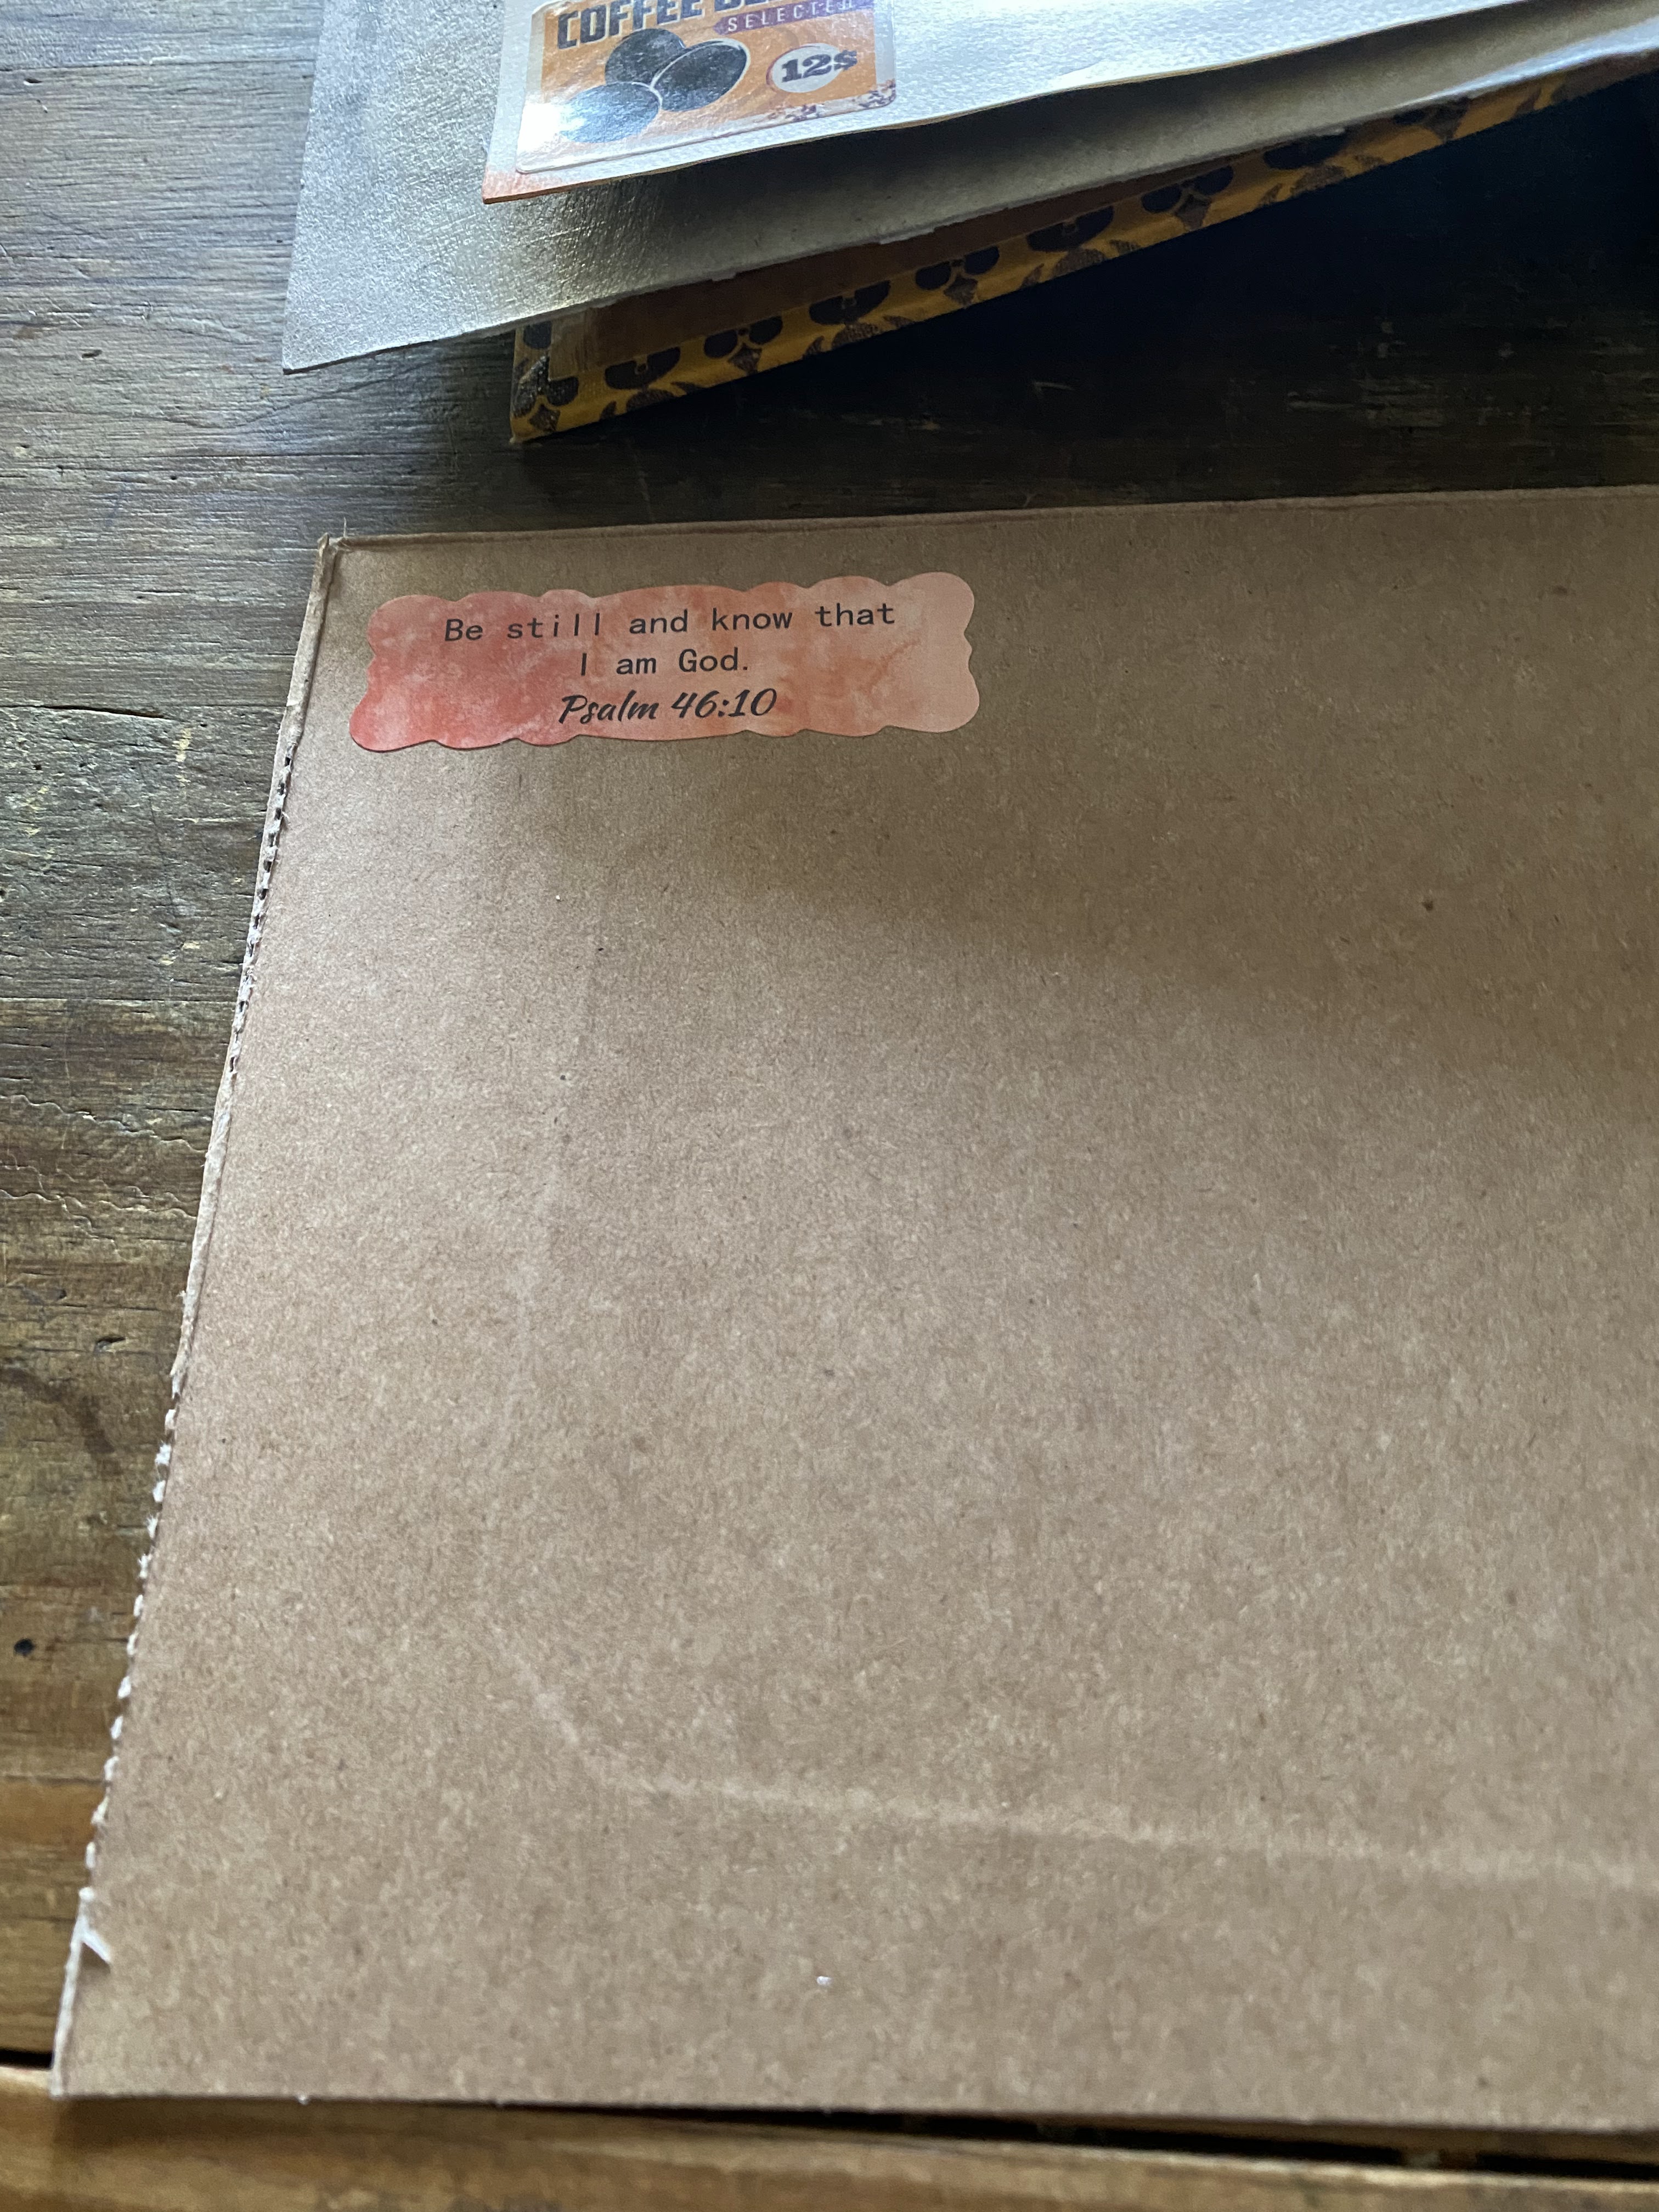 COFFEE
SELECTED
12$
Be still and know that
I am God.
Psalm 46:10